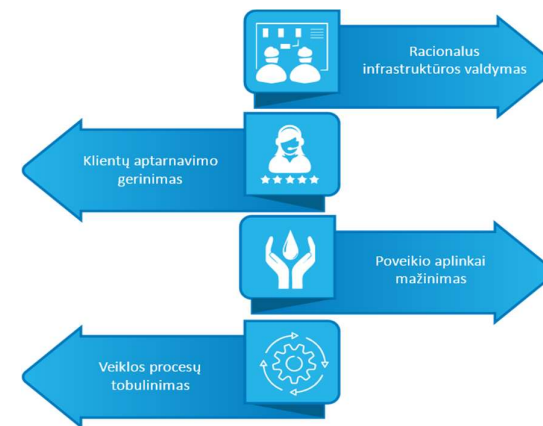 Racionalus
infrastruktūros valdymas
Klientų aptarnavimo
gerinimas
Poveikio aplinkai
mažinimas
Veiklos procesų
tobulinimas